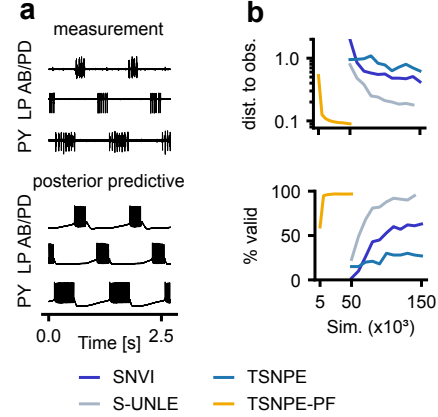 a
measurement
PY LP AB/PD
posterior predictive
PY LP AB/PD
0.0 2.5
Time [s]
b
dist. to obs.
1.0
0.1
% valid
100
50
0
5 50 150
Sim. (x10³)
SNVI
TSNPE
S-UNLE
TSNPE-PF